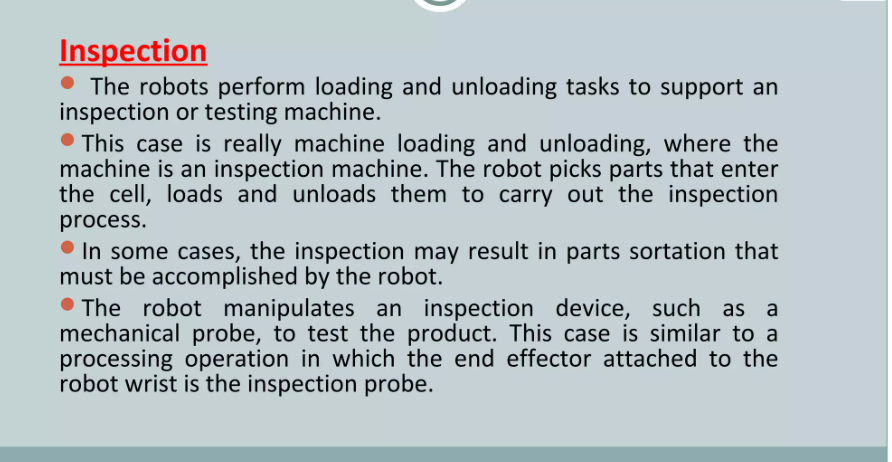 Inspection
• The robots perform loading and unloading tasks to support an
inspection or testing machine.
• This case is really machine loading and unloading, where the
machine is an inspection machine. The robot picks parts that enter
the cell, loads and unloads them to carry out the inspection
process.
• In some cases, the inspection may result in parts sortation that
must be accomplished by the robot.
• The robot manipulates an inspection device, such as a
mechanical probe, to test the product. This case is similar to a
processing operation in which the end effector attached to the
robot wrist is the inspection probe.